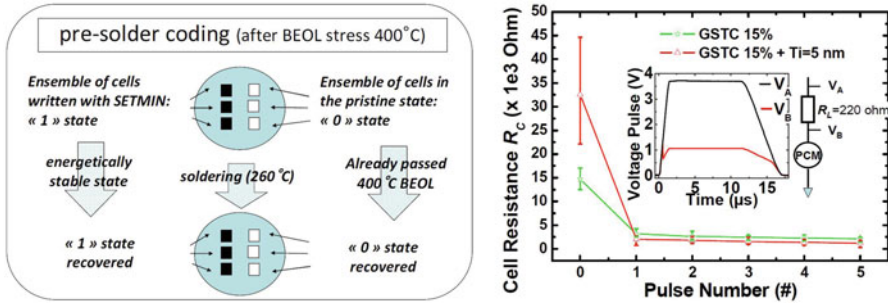 pre-solder coding (after BEOL stress 400°C)
Ensemble of cells
written with SETMIN:
« 1 » state
Ensemble of cells in
the pristine state:
« 0 » state
energetically
stable state
soldering (260°C)
Already passed
400°C BEOL
« 1 » state
recovered
« 0 » state
recovered
Cell Resistance R_C (x 1e3 Ohm)
50
45
40
35
30
25
20
15
10
5
0
GSTC 15%
GSTC 15% + Ti=5 nm
Voltage Pulse (V)
4
3
2
1
0
V_A
V_B
0 5 10 15
Time (µs)
V_A
R_L=220 ohm
V_B
PCM
0 1 2 3 4 5
Pulse Number (#)